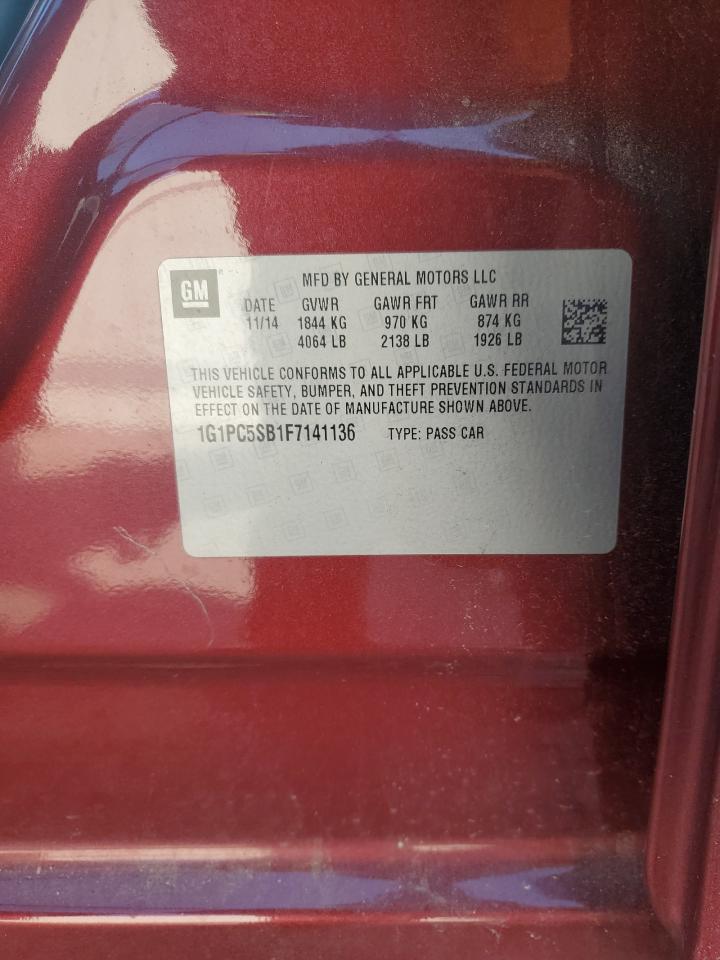 GM ® MFD BY GENERAL MOTORS LLC
DATE GVWR GAWR FRT GAWR RR
11/14 1844 KG 970 KG 874 KG
4064 LB 2138 LB 1926 LB
THIS VEHICLE CONFORMS TO ALL APPLICABLE U.S. FEDERAL MOTOR
VEHICLE SAFETY, BUMPER, AND THEFT PREVENTION STANDARDS IN
EFFECT ON THE DATE OF MANUFACTURE SHOWN ABOVE.
1G1PC5SB1F7141136 TYPE: PASS CAR